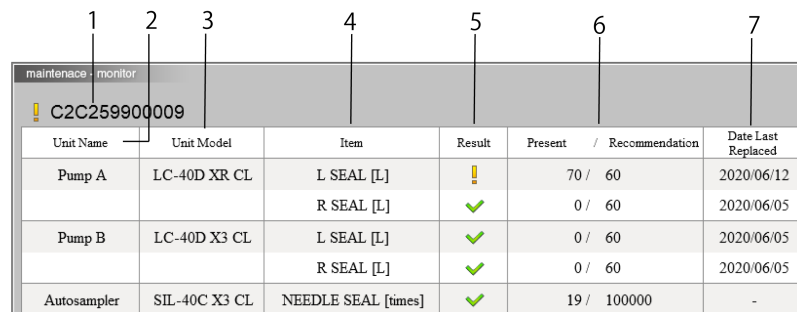 1 2 3 4 5 6 7
maintenace - monitor
C2C259900009
Unit Name Unit Model Item Result Present / Recommendation Date Last Replaced
Pump A LC-40D XR CL L SEAL [L] 70 / 60 2020/06/12
R SEAL [L] 0 / 60 2020/06/05
Pump B LC-40D X3 CL L SEAL [L] 0 / 60 2020/06/05
R SEAL [L] 0 / 60 2020/06/05
Autosampler SIL-40C X3 CL NEEDLE SEAL [times] 19 / 100000 -